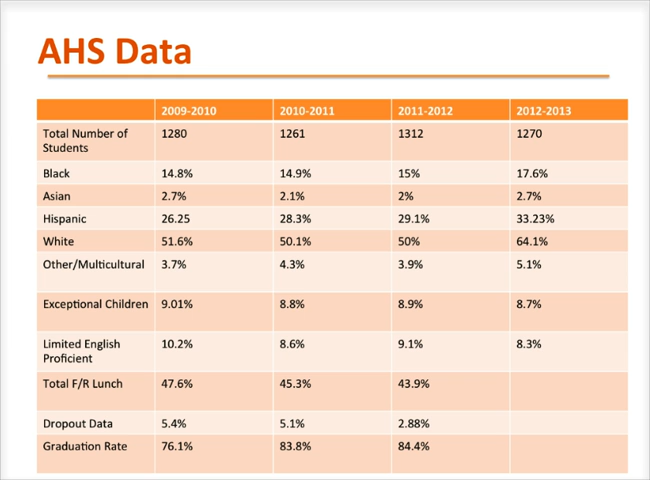 AHS Data
2009-2010 2010-2011 2011-2012 2012-2013
Total Number of 1280 1261 1312 1270
Students
Black 14.8% 14.9% 15% 17.6%
Asian 2.7% 2.1% 2% 2.7%
Hispanic 26.25 28.3% 29.1% 33.23%
White 51.6% 50.1% 50% 64.1%
Other/Multicultural 3.7% 4.3% 3.9% 5.1%
Exceptional Children 9.01% 8.8% 8.9% 8.7%
Limited English 10.2% 8.6% 9.1% 8.3%
Proficient
Total F/R Lunch 47.6% 45.3% 43.9%
Dropout Data 5.4% 5.1% 2.88%
Graduation Rate 76.1% 83.8% 84.4%